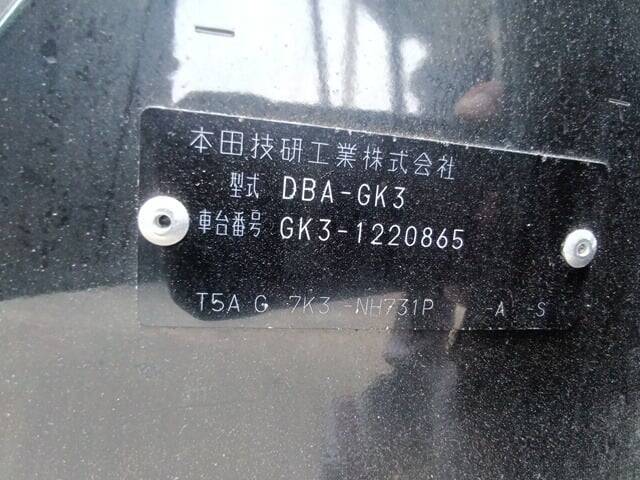 本田技研工業株式会社
型式 DBA-GK3
車台番号 GK3-1220865
T5A G 7K3 -NH731P -A -S